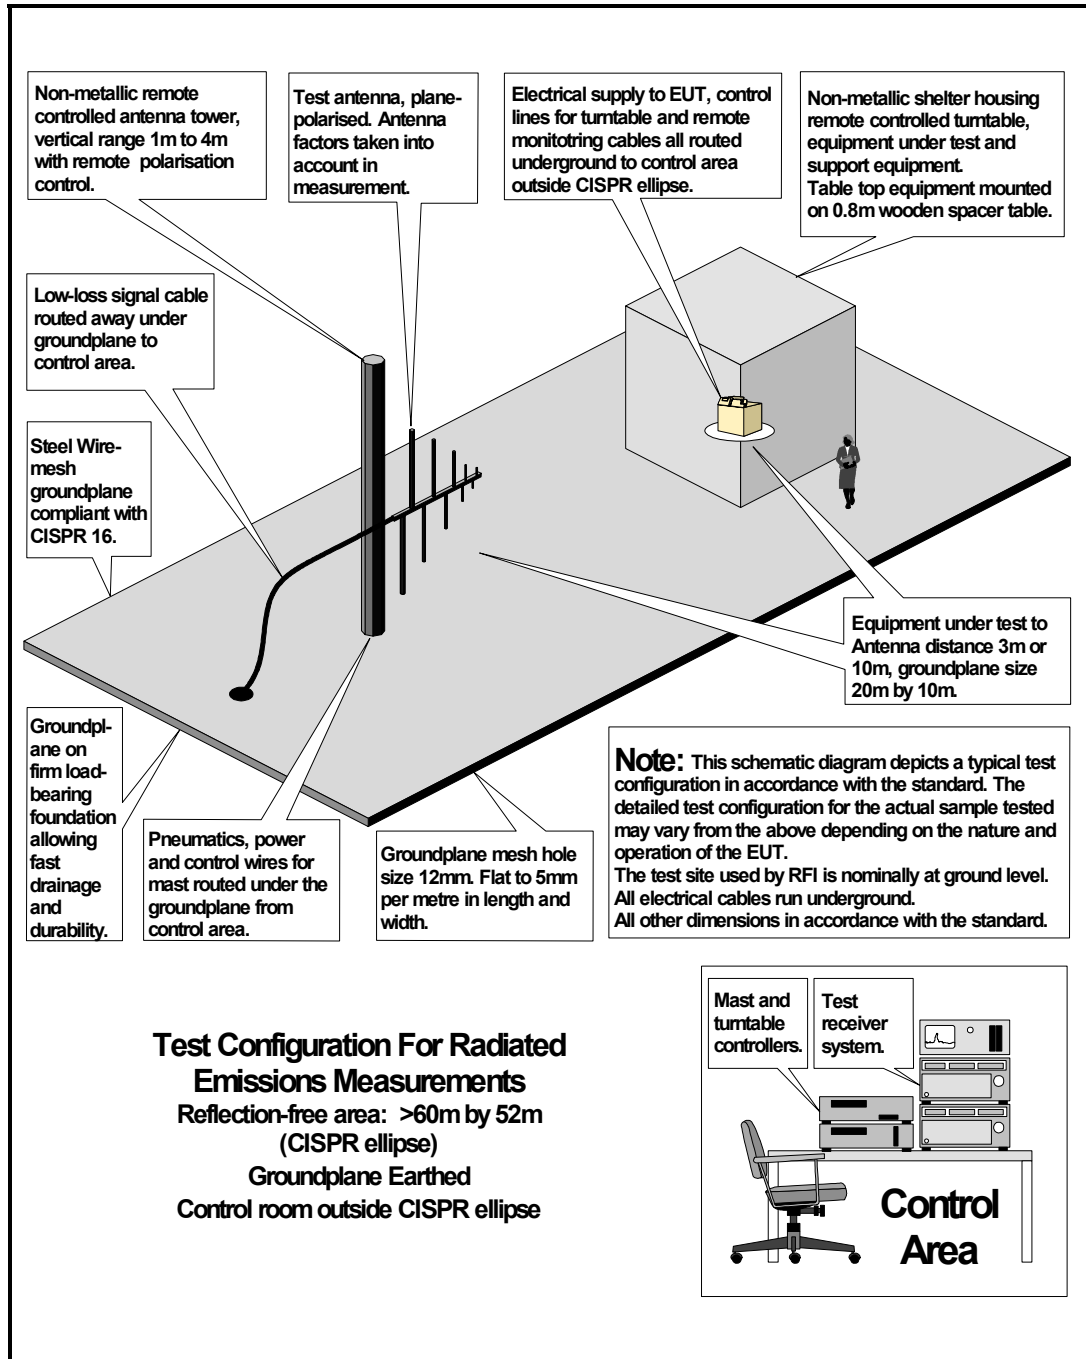 Non-metallic remote
controlled antenna tower,
vertical range 1m to 4m
with remote polarisation
control.
Test antenna, plane-
polarised. Antenna
factors taken into
account in
measurement.
Electrical supply to EUT, control
lines for turntable and remote
monitotring cables all routed
underground to control area
outside CISPR ellipse.
Non-metallic shelter housing
remote controlled turntable,
equipment under test and
support equipment.
Table top equipment mounted
on 0.8m wooden spacer table.
Low-loss signal cable
routed away under
groundplane to
control area.
Steel Wire-
mesh
groundplane
compliant with
CISPR 16.
Equipment under test to
Antenna distance 3m or
10m, groundplane size
20m by 10m.
Groundpl-
ane on
firm load-
bearing
foundation
allowing
fast
drainage
and
durability.
Pneumatics, power
and control wires for
mast routed under the
groundplane from
control area.
Groundplane mesh hole
size 12mm. Flat to 5mm
per metre in length and
width.
Note: This schematic diagram depicts a typical test
configuration in accordance with the standard. The
detailed test configuration for the actual sample tested
may vary from the above depending on the nature and
operation of the EUT.
The test site used by RFI is nominally at ground level.
All electrical cables run underground.
All other dimensions in accordance with the standard.
Test Configuration For Radiated
Emissions Measurements
Reflection-free area: >60m by 52m
(CISPR ellipse)
Groundplane Earthed
Control room outside CISPR ellipse
Mast and
turntable
controllers.
Test
receiver
system.
Control
Area